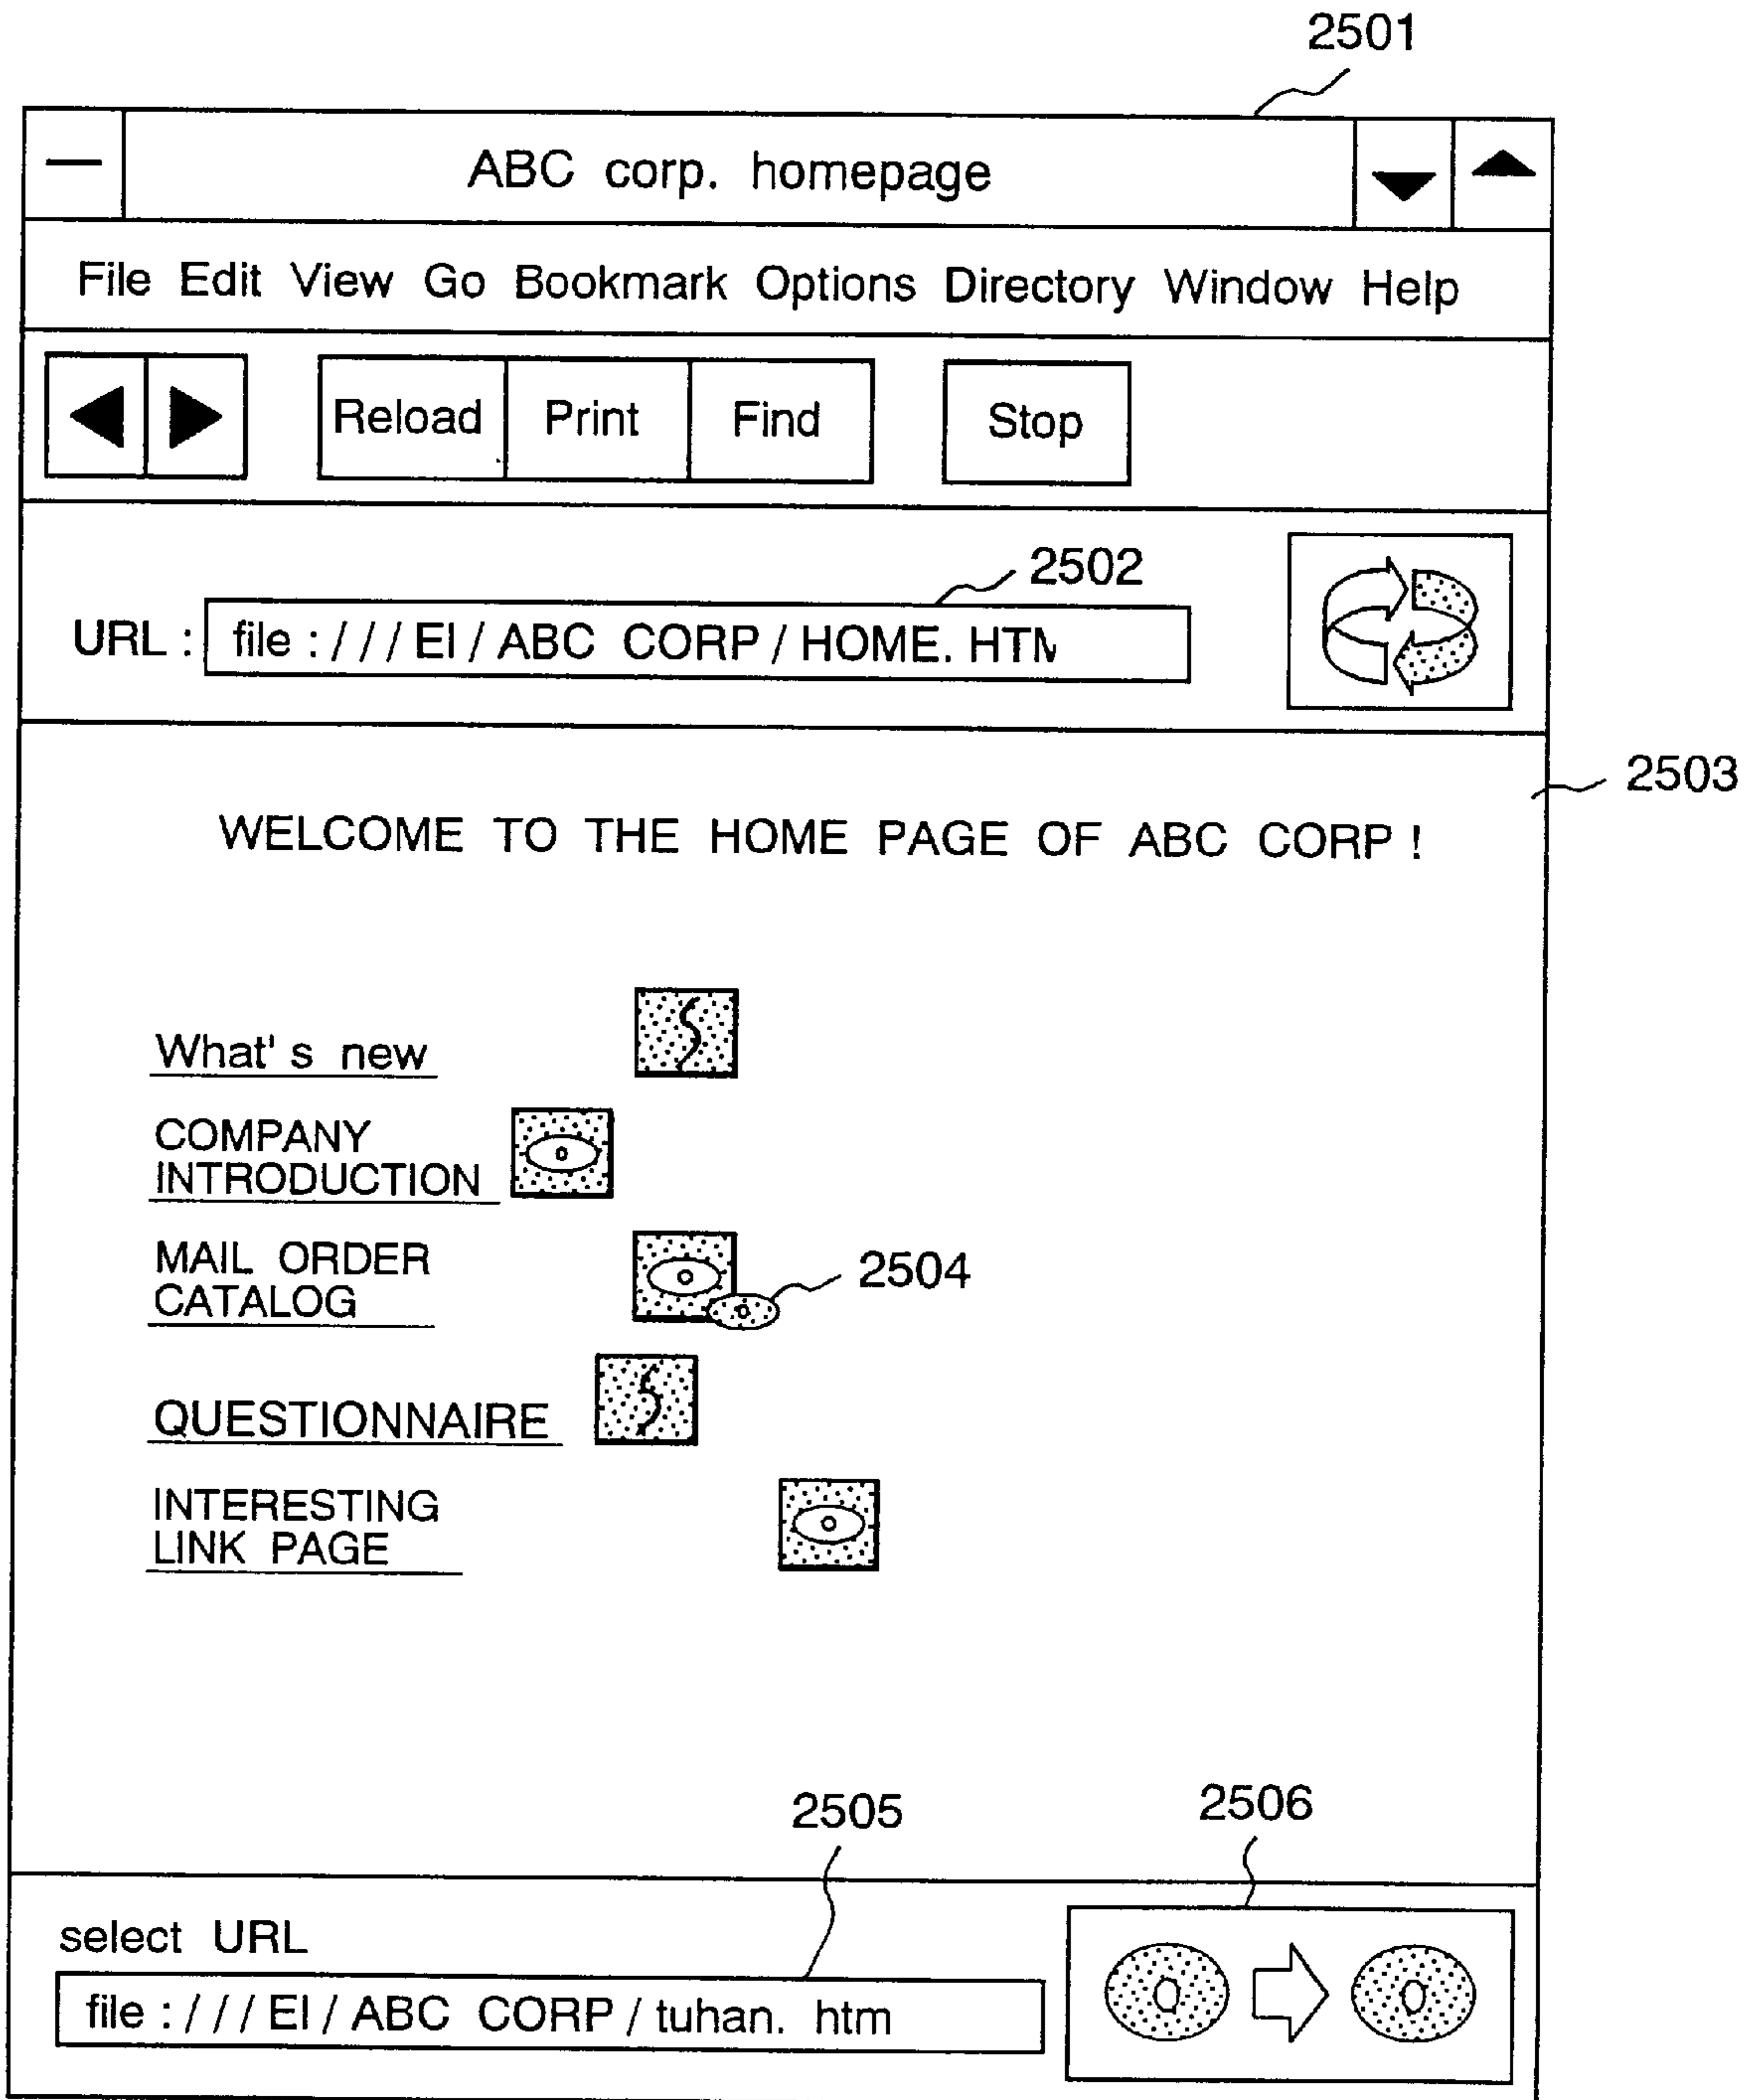 2501
ABC corp. homepage
File Edit View Go Bookmark Options Directory Window Help
Reload Print Find Stop
2502
URL : file : / / / EI / ABC CORP / HOME. HTM
2503
WELCOME TO THE HOME PAGE OF ABC CORP !
What' s new
COMPANY
INTRODUCTION
MAIL ORDER
CATALOG
2504
QUESTIONNAIRE
INTERESTING
LINK PAGE
2505
2506
select URL
file : / / / EI / ABC CORP / tuhan. htm